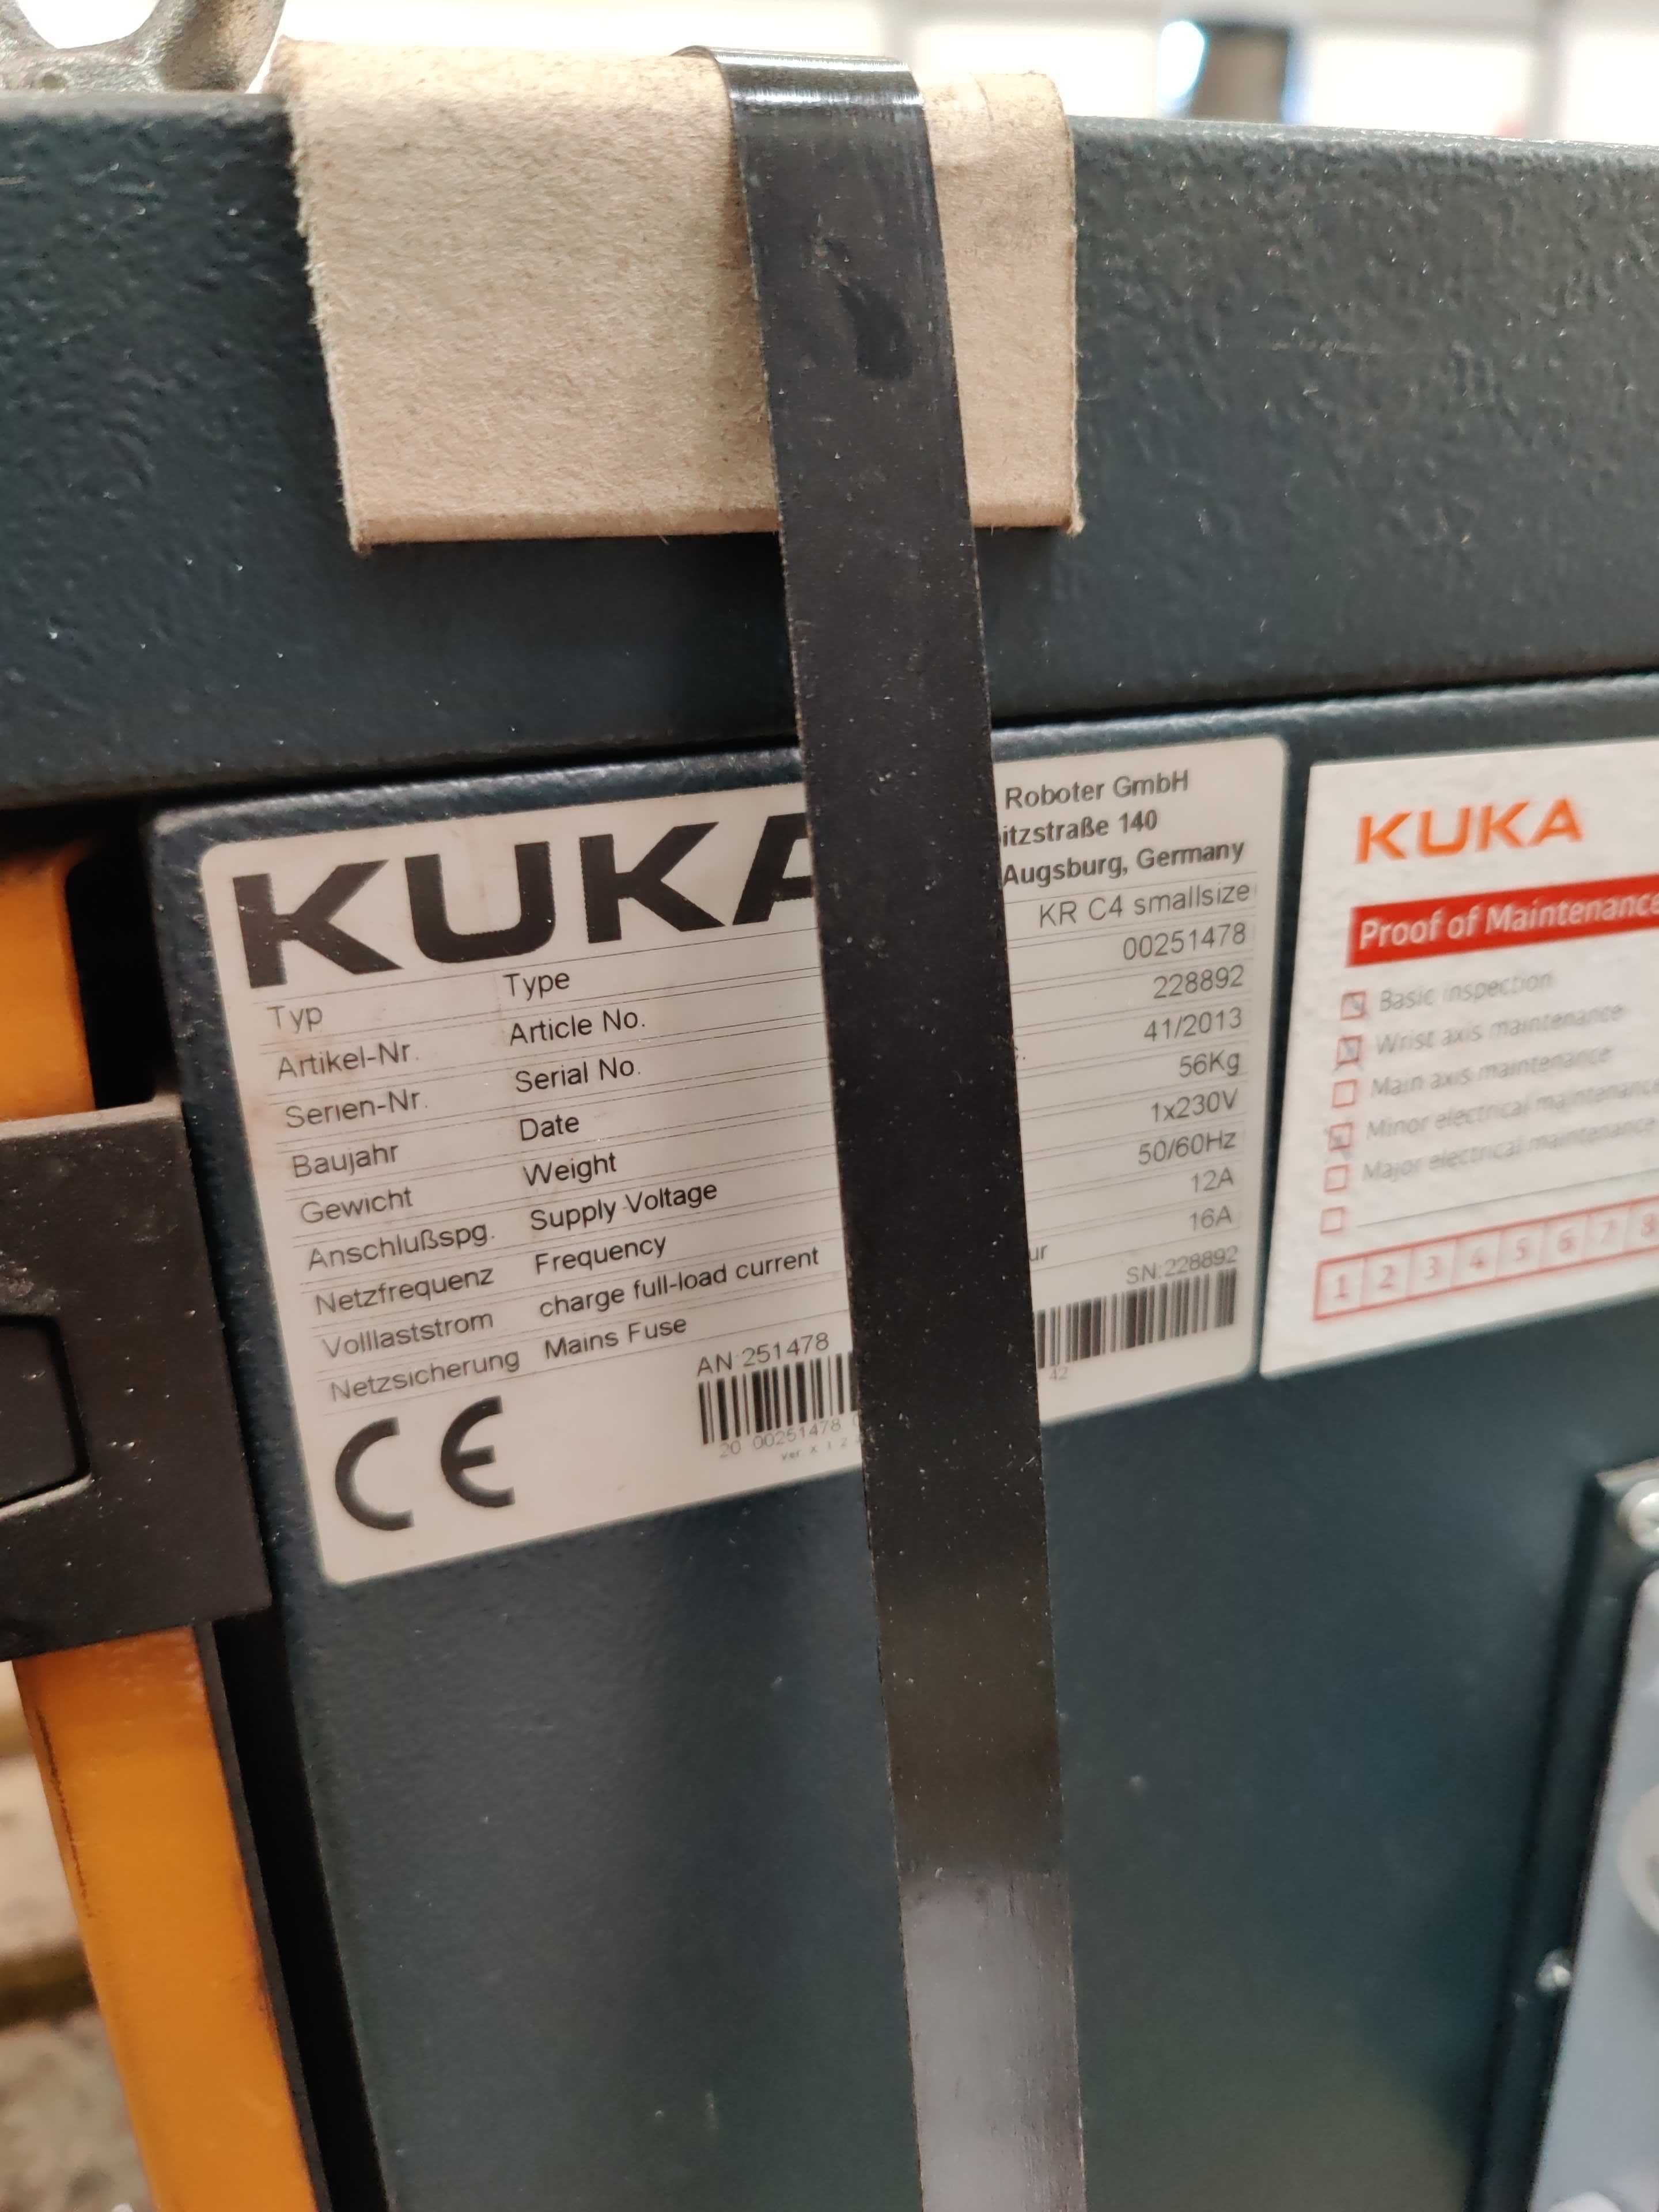 KUKA Roboter GmbH
itzstraße 140
Augsburg, Germany
Typ Type KR C4 smallsize
Artikel-Nr. Article No. 00251478
Serien-Nr. Serial No. 228892
Baujahr Date 41/2013
Gewicht Weight 56Kg
Anschlußspg. Supply Voltage 1x230V
Netzfrequenz Frequency 50/60Hz
Volllaststrom charge full-load current 12A
Netzsicherung Mains Fuse 16A
ur
CE
AN:251478
20 00251478
SN:228892
42
KUKA
Proof of Maintenance
Basic inspection
Wrist axis maintenance
Main axis maintenance
Minor electrical maintenance
Major electrical maintenance
1 2 3 4 5 6 7 8